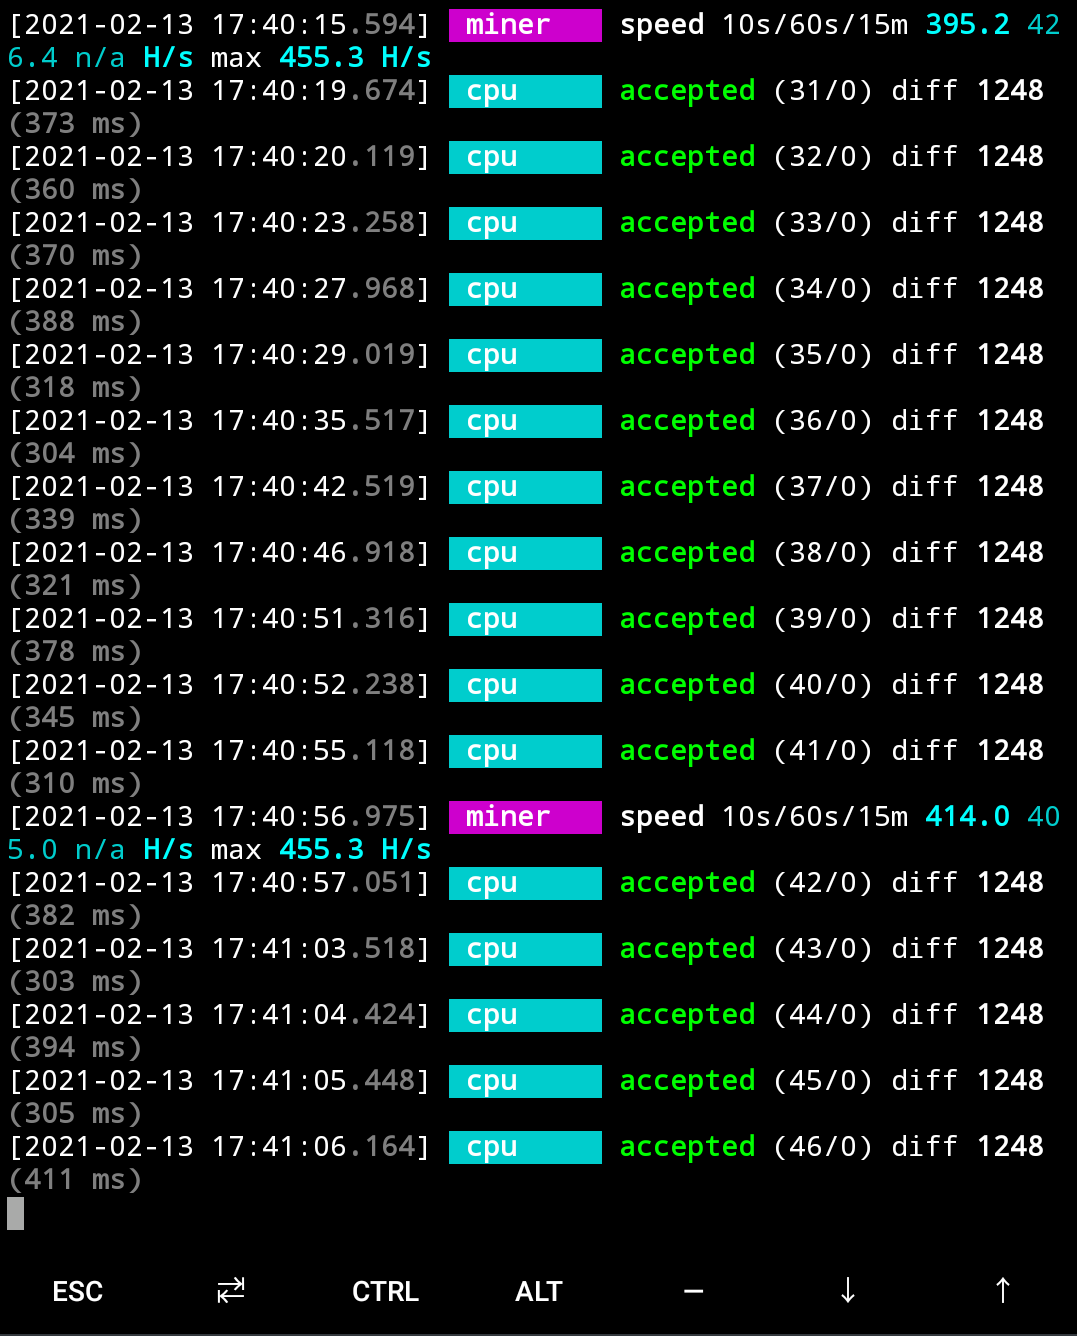 [2021-02-13 17:40:15.594] miner speed 10s/60s/15m 395.2 42
6.4 n/a H/s max 455.3 H/s
[2021-02-13 17:40:19.674] cpu accepted (31/0) diff 1248
(373 ms)
[2021-02-13 17:40:20.119] cpu accepted (32/0) diff 1248
(360 ms)
[2021-02-13 17:40:23.258] cpu accepted (33/0) diff 1248
(370 ms)
[2021-02-13 17:40:27.968] cpu accepted (34/0) diff 1248
(388 ms)
[2021-02-13 17:40:29.019] cpu accepted (35/0) diff 1248
(318 ms)
[2021-02-13 17:40:35.517] cpu accepted (36/0) diff 1248
(304 ms)
[2021-02-13 17:40:42.519] cpu accepted (37/0) diff 1248
(339 ms)
[2021-02-13 17:40:46.918] cpu accepted (38/0) diff 1248
(321 ms)
[2021-02-13 17:40:51.316] cpu accepted (39/0) diff 1248
(378 ms)
[2021-02-13 17:40:52.238] cpu accepted (40/0) diff 1248
(345 ms)
[2021-02-13 17:40:55.118] cpu accepted (41/0) diff 1248
(310 ms)
[2021-02-13 17:40:56.975] miner speed 10s/60s/15m 414.0 40
5.0 n/a H/s max 455.3 H/s
[2021-02-13 17:40:57.051] cpu accepted (42/0) diff 1248
(382 ms)
[2021-02-13 17:41:03.518] cpu accepted (43/0) diff 1248
(303 ms)
[2021-02-13 17:41:04.424] cpu accepted (44/0) diff 1248
(394 ms)
[2021-02-13 17:41:05.448] cpu accepted (45/0) diff 1248
(305 ms)
[2021-02-13 17:41:06.164] cpu accepted (46/0) diff 1248
(411 ms)
ESC ⇄ CTRL ALT — ↓ ↑